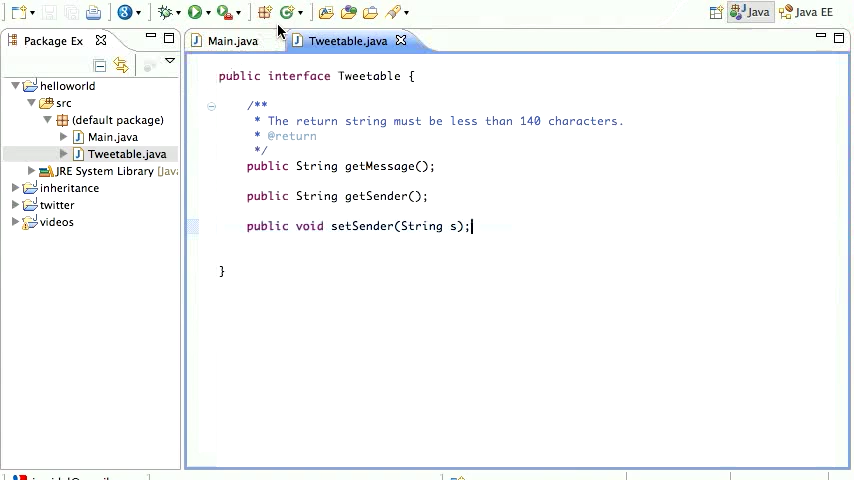 Java
Java EE
Package Ex
Main.java
Tweetable.java
helloworld
src
(default package)
Main.java
Tweetable.java
JRE System Library [Java
inheritance
twitter
videos
public interface Tweetable {
/**
* The return string must be less than 140 characters.
* @return
*/
public String getMessage();
public String getSender();
public void setSender(String s);
}